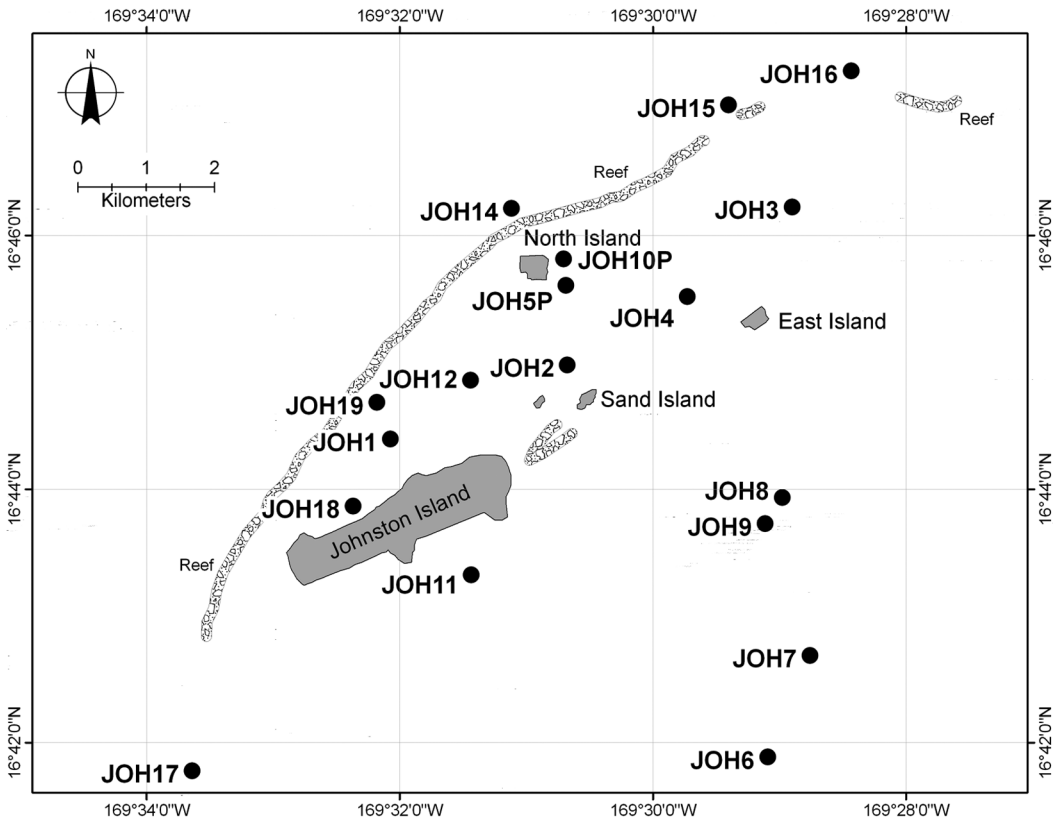 169°34'0"W 169°32'0"W 169°30'0"W 169°28'0"W
N
JOH16
JOH15
Reef
0 1 2
Kilometers
Reef
JOH14
JOH3
16°46'0"N
16°46'0"N
North Island
JOH10P
JOH5P
JOH4
East Island
JOH2
JOH12
Sand Island
JOH19
JOH1
16°44'0"N
16°44'0"N
JOH8
JOH18
Johnston Island
JOH9
Reef
JOH11
JOH7
16°42'0"N
16°42'0"N
JOH6
JOH17
169°34'0"W 169°32'0"W 169°30'0"W 169°28'0"W